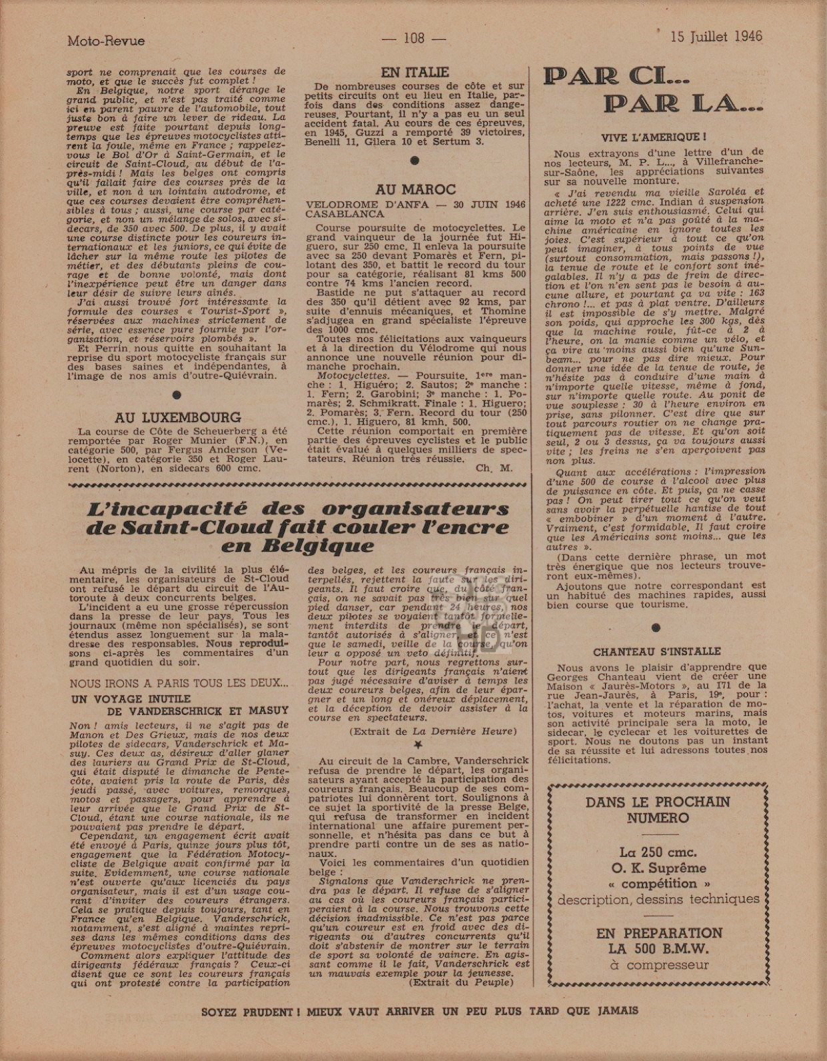 Moto-Revue
— 108 —
15 Juillet 1946
sport ne comprenait que les courses de
moto, et que le succès fut complet !
En Belgique, notre sport dérange le
grand public, et n'est pas traité comme
ici en parent pauvre de l'automobile, tout
juste bon à faire un lever de rideau. La
preuve est faite pourtant depuis long-
temps que les épreuves motocyclistes atti-
rent la foule, même en France ; rappelez-
vous le Bol d'Or à Saint-Germain, et le
circuit de Saint-Cloud, au début de l'a-
près-midi ! Mais les belges ont compris
qu'il fallait faire des courses près de la
ville, et non à un lointain autodrome, et
que ces courses devaient être compréhen-
sibles à tous ; aussi, une course par caté-
gorie, et non un mélange de solos, avec si-
decars, de 350 avec 500. De plus, il y avait
une course distincte pour les coureurs in-
ternationaux et les juniors, ce qui évite de
lâcher sur la même route les pilotes de
métier, et des débutants pleins de cou-
rage et de bonne volonté, mais dont
l'inexpérience peut être un danger dans
leur désir de suivre leurs aînés.
J'ai aussi trouvé fort intéressante la
formule des courses « Tourist-Sport »,
réservées aux machines strictement de
série, avec essence pure fournie par l'or-
ganisation, et réservoirs plombés ».
Et Perrin nous quitte en souhaitant la
reprise du sport motocycliste français sur
des bases saines et indépendantes, à
l'image de nos amis d'outre-Quiévrain.
AU LUXEMBOURG
La course de Côte de Scheuerberg a été
remportée par Roger Munier (F.N.), en
catégorie 500, par Fergus Anderson (Ve-
locette), en catégorie 350 et Roger Lau-
rent (Norton), en sidecars 600 cmc.
EN ITALIE
De nombreuses courses de côte et sur
petits circuits ont eu lieu en Italie, par-
fois dans des conditions assez dange-
reuses, Pourtant, il n'y a pas eu un seul
accident fatal. Au cours de ces épreuves,
en 1945, Guzzi a remporté 39 victoires,
Benelli 11, Gilera 10 et Sertum 3.
AU MAROC
VELODROME D'ANFA — 30 JUIN 1946
CASABLANCA
Course poursuite de motocyclettes. Le
grand vainqueur de la journée fut Hi-
guero, sur 250 cmc, Il enleva la poursuite
avec sa 250 devant Pomarès et Fern, pi-
lotant des 350, et battit le record du tour
pour sa catégorie, réalisant 81 kms 500
contre 74 kms l'ancien record.
Bastide ne put s'attaquer au record
des 350 qu'il détient avec 92 kms, par
suite d'ennuis mécaniques, et Thomine
s'adjugea en grand spécialiste l'épreuve
des 1000 cmc.
Toutes nos félicitations aux vainqueurs
et à la direction du Vélodrome qui nous
annonce une nouvelle réunion pour di-
manche prochain.
Motocyclettes. — Poursuite, 1ere man-
che : 1, Higuéro; 2. Sautos; 2e manche :
1. Fern; 2. Garobini; 3e manche : 1. Po-
marès; 2. Schmikratt. Finale : 1. Higuero;
2. Pomarès; 3. Fern. Record du tour (250
cmc.), 1. Higuero, 81 kmh, 500.
Cette réunion comportait en première
partie des épreuves cyclistes et le public
était évalué à quelques milliers de spec-
tateurs. Réunion très réussie.
Ch. M.
L'incapacité des organisateurs
de Saint-Cloud fait couler l'encre
en Belgique
Au mépris de la civilité la plus élé-
mentaire, les organisateurs de St-Cloud
ont refusé le départ du circuit de l'Au-
toroute à deux concurrents belges.
L'incident a eu une grosse répercussion
dans la presse de leur pays, Tous les
journaux (même non spécialisés), se sont
étendus assez longuement sur la mala-
dresse des responsables. Nous reprodui-
sons ci-après les commentaires d'un
grand quotidien du soir.
NOUS IRONS A PARIS TOUS LES DEUX...
UN VOYAGE INUTILE
DE VANDERSCHRICK ET MASUY
Non ! amis lecteurs, il ne s'agit pas de
Manon et Des Grieux, mais de nos deux
pilotes de sidecars, Vanderschrick et Ma-
suy. Ces deux as, désireux d'aller glaner
des lauriers au Grand Prix de St-Cloud,
qui était disputé le dimanche de Pente-
côte, avaient pris la route de Paris, dès
jeudi passé, avec voitures, remorques,
motos et passagers, pour apprendre à
leur arrivée que le Grand Prix de St-
Cloud, étant une course nationale, ils ne
pouvaient pas prendre le départ.
Cependant, un engagement écrit avait
été envoyé à Paris, quinze jours plus tôt,
engagement que la Fédération Motocy-
cliste de Belgique avait confirmé par la
suite. Evidemment, une course nationale
n'est ouverte qu'aux licenciés du pays
organisateur, mais il est d'un usage cou-
rant d'inviter des coureurs étrangers.
Cela se pratique depuis toujours, tant en
France qu'en Belgique. Vanderschrick,
notamment, s'est aligné à maintes repri-
ses dans les mêmes conditions dans des
épreuves motocyclistes d'outre-Quiévrain.
Comment alors expliquer l'attitude des
dirigeants fédéraux français ? Ceux-ci
disent que ce sont les coureurs français
qui ont protesté contre la participation
des belges, et les coureurs français in-
terpellés, rejettent la faute sur les diri-
geants. Il faut croire que, du côté fran-
çais, on ne savait pas très bien sur quel
pied danser, car pendant 24 heures, nos
deux pilotes se voyaient tantôt formelle-
ment interdits de prendre le départ,
tantôt autorisés à s'aligner et ce n'est
que le samedi, veille de la course qu'on
leur a opposé un veto définitif.
Pour notre part, nous regrettons sur-
tout que les dirigeants français n'aient
pas jugé nécessaire d'aviser à temps les
deux coureurs belges, afin de leur épar-
gner et un long et onéreux déplacement,
et la déception de devoir assister à la
course en spectateurs.
(Extrait de La Dernière Heure)
Au circuit de la Cambre, Vanderschrick
refusa de prendre le départ, les organi-
sateurs ayant accepté la participation des
coureurs français. Beaucoup de ses com-
patriotes lui donnèrent tort. Soulignons à
ce sujet la sportivité de la presse Belge,
qui refusa de transformer en incident
international une affaire purement per-
sonnelle, et n'hésita pas dans ce but à
prendre parti contre un de ses as natio-
naux.
Voici les commentaires d'un quotidien
belge :
Signalons que Vanderschrick ne pren-
dra pas le départ. Il refuse de s'aligner
au cas où les coureurs français partici-
peraient à la course. Nous trouvons cette
décision inadmissible. Ce n'est pas parce
qu'un coureur est en froid avec des di-
rigeants ou d'autres concurrents qu'il
doit s'abstenir de montrer sur le terrain
de sport sa volonté de vaincre. En agis-
sant comme il le fait, Vanderschrick est
un mauvais exemple pour la jeunesse.
(Extrait du Peuple)
PAR CI...
PAR LA...
VIVE L'AMERIQUE !
Nous extrayons d'une lettre d'un de
nos lecteurs, M. P. L.., à Villefranche-
sur-Saône, les appréciations suivantes
sur sa nouvelle monture.
« J'ai revendu ma vieille Saroléa et
acheté une 1222 cmc. Indian à suspension
arrière. J'en suis enthousiasmé. Celui qui
aime la moto et n'a pas goûté à la ma-
chine américaine en ignore toutes les
joies. C'est supérieur à tout ce qu'on
peut imaginer, à tous points de vue
(surtout consommation, mais passons !),
la tenue de route et le confort sont iné-
galables. Il n'y a pas de frein de direc-
tion et l'on n'en sent pas le besoin à au-
cune allure, et pourtant ça va vite : 163
chrono !... et pas à plat ventre. D'ailleurs
il est impossible de s'y mettre. Malgré
son poids, qui approche les 300 kgs, dès
que la machine roule, fût-ce à 2 à
l'heure, on la manie comme un vélo, et
ça vire au moins aussi bien qu'une Sun-
beam... pour ne pas dire mieux. Pour
donner une idée de la tenue de route, je
n'hésite pas à conduire d'une main à
n'importe quelle vitesse, même à fond,
sur n'importe quelle route. Au point de
vue souplesse : 30 à l'heure environ en
prise, sans pilonner. C'est dire que sur
tout parcours routier on ne change pra-
tiquement pas de vitesse, Et qu'on soit
seul, 2 ou 3 dessus, ça va toujours aussi
vite ; les freins ne s'en aperçoivent pas
non plus.
Quant aux accélérations : l'impression
d'une 500 de course à l'alcool avec plus
de puissance en côte. Et puis, ça ne casse
pas ! On peut tirer tout ce qu'on veut
sans avoir la perpétuelle hantise de tout
« embobiner » d'un moment à l'autre.
Vraiment, c'est formidable, Il faut croire
que les Américains sont moins... que les
autres ».
(Dans cette dernière phrase, un mot
très énergique que nos lecteurs trouve-
ront eux-mêmes).
Ajoutons que notre correspondant est
un habitué des machines rapides, aussi
bien course que tourisme.
CHANTEAU S'INSTALLE
Nous avons le plaisir d'apprendre que
Georges Chanteau vient de créer une
Maison « Jaurès-Motors », au 171 de la
rue Jean-Jaurès, à Paris, 19e, pour :
l'achat, la vente et la réparation de mo-
tos, voitures et moteurs marins, mais
son activité principale sera la moto, le
sidecar, le cyclecar et les voiturettes de
sport. Nous ne doutons pas un instant
de sa réussite et lui adressons toutes nos
félicitations.
DANS LE PROCHAIN
NUMERO
La 250 cmc.
O. K. Suprême
« compétition »
description, dessins techniques
EN PREPARATION
LA 500 B.M.W.
à compresseur
SOYEZ PRUDENT ! MIEUX VAUT ARRIVER UN PEU PLUS TARD QUE JAMAIS